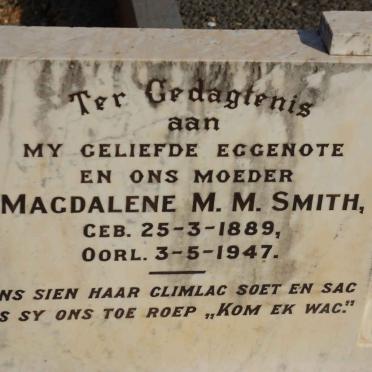 Ter Gedagtenis
aan
MY GELIEFDE EGGENOTE
EN ONS MOEDER
MAGDALENE M. M. SMITH,
GEB. 25-3-1889,
OORL. 3-5-1947.
NS SIEN HAAR GLIMLAG SOET EN SAG
S SY ONS TOE ROEP „KOM EK WAG."